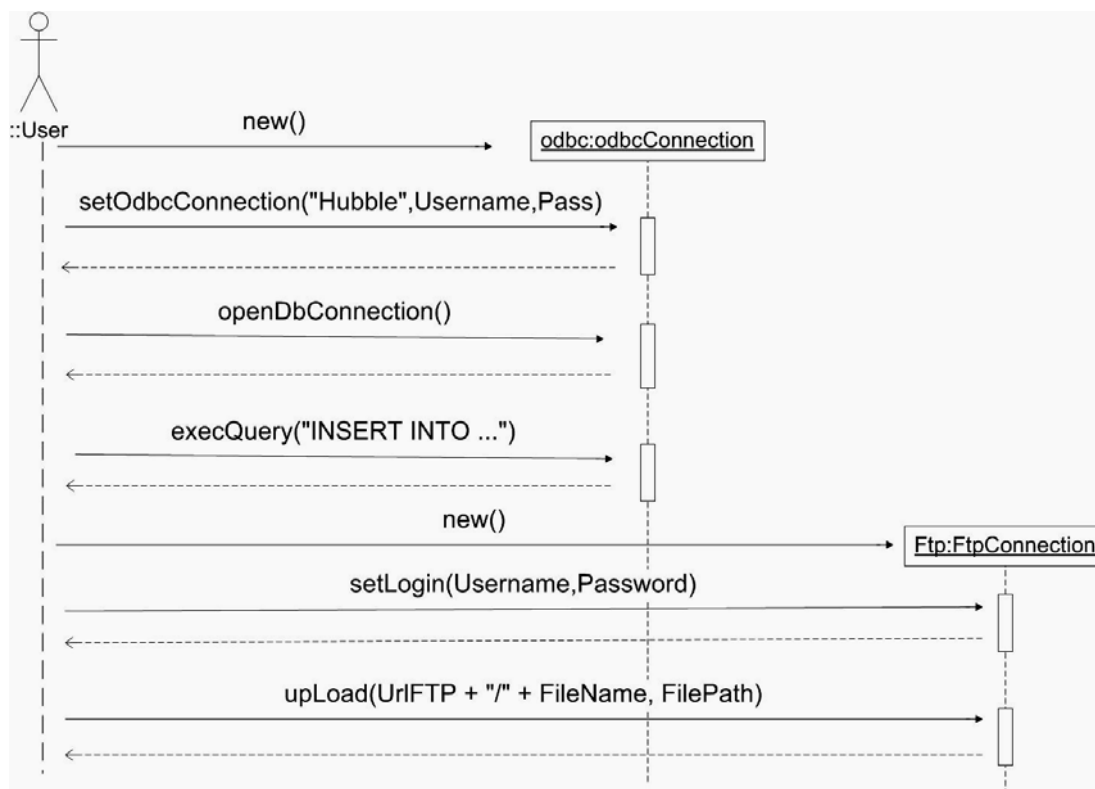 ::User
new()
odbc:odbcConnection
setOdbcConnection("Hubble",Username,Pass)
openDbConnection()
execQuery("INSERT INTO ...")
new()
Ftp:FtpConnection
setLogin(Username,Password)
upLoad(UrlFTP + "/" + FileName, FilePath)